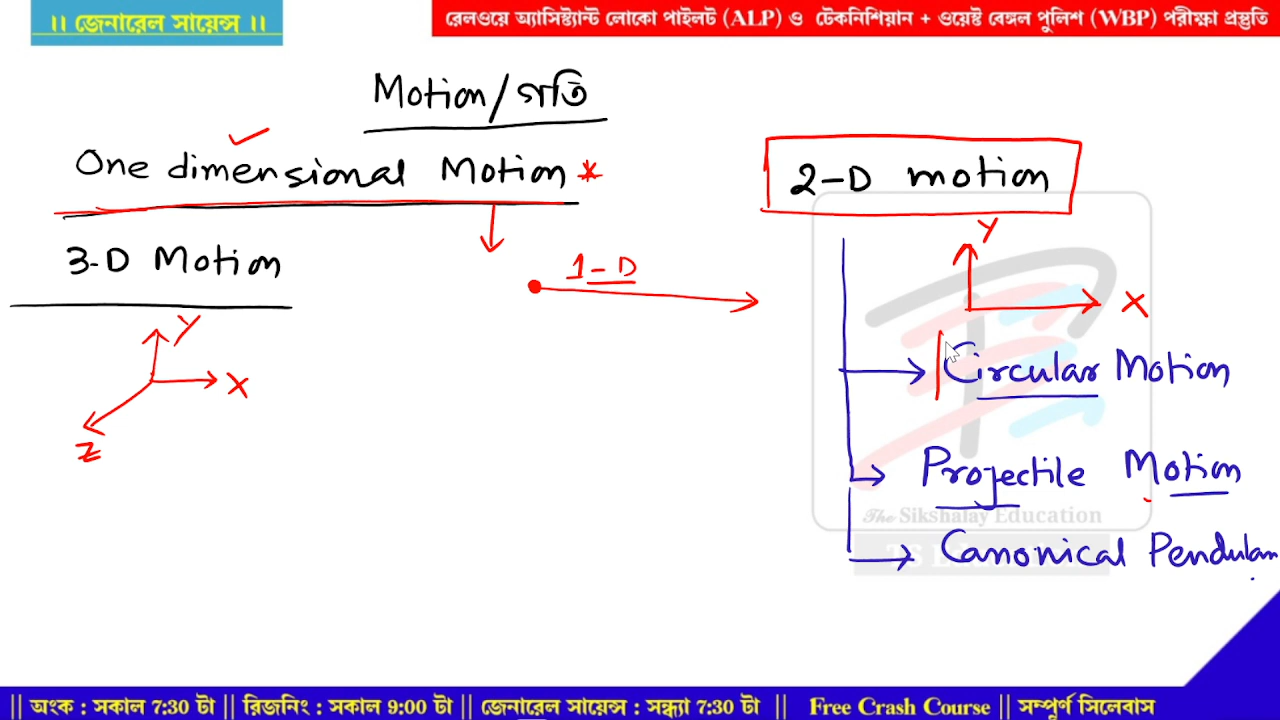 ।। জেনারেল সায়েন্স ।।
রেলওয়ে অ্যাসিস্ট্যান্ট লোকো পাইলট (ALP) ও টেকনিশিয়ান + ওয়েস্ট বেঙ্গল পুলিশ (WBP) পরীক্ষা প্রস্তুতি
Motion/গতি
One dimensional Motion *
3-D Motion
Y
X
Z
1-D
2-D motion
Y
X
Circular Motion
Projectile Motion
The Sikshalay Education
Canonical Pendulam
|| অংক : সকাল 7:30 টা || রিজনিং : সকাল 9:00 টা || জেনারেল সায়েন্স : সন্ধ্যা 7:30 টা || Free Crash Course || সম্পূর্ণ সিলেবাস